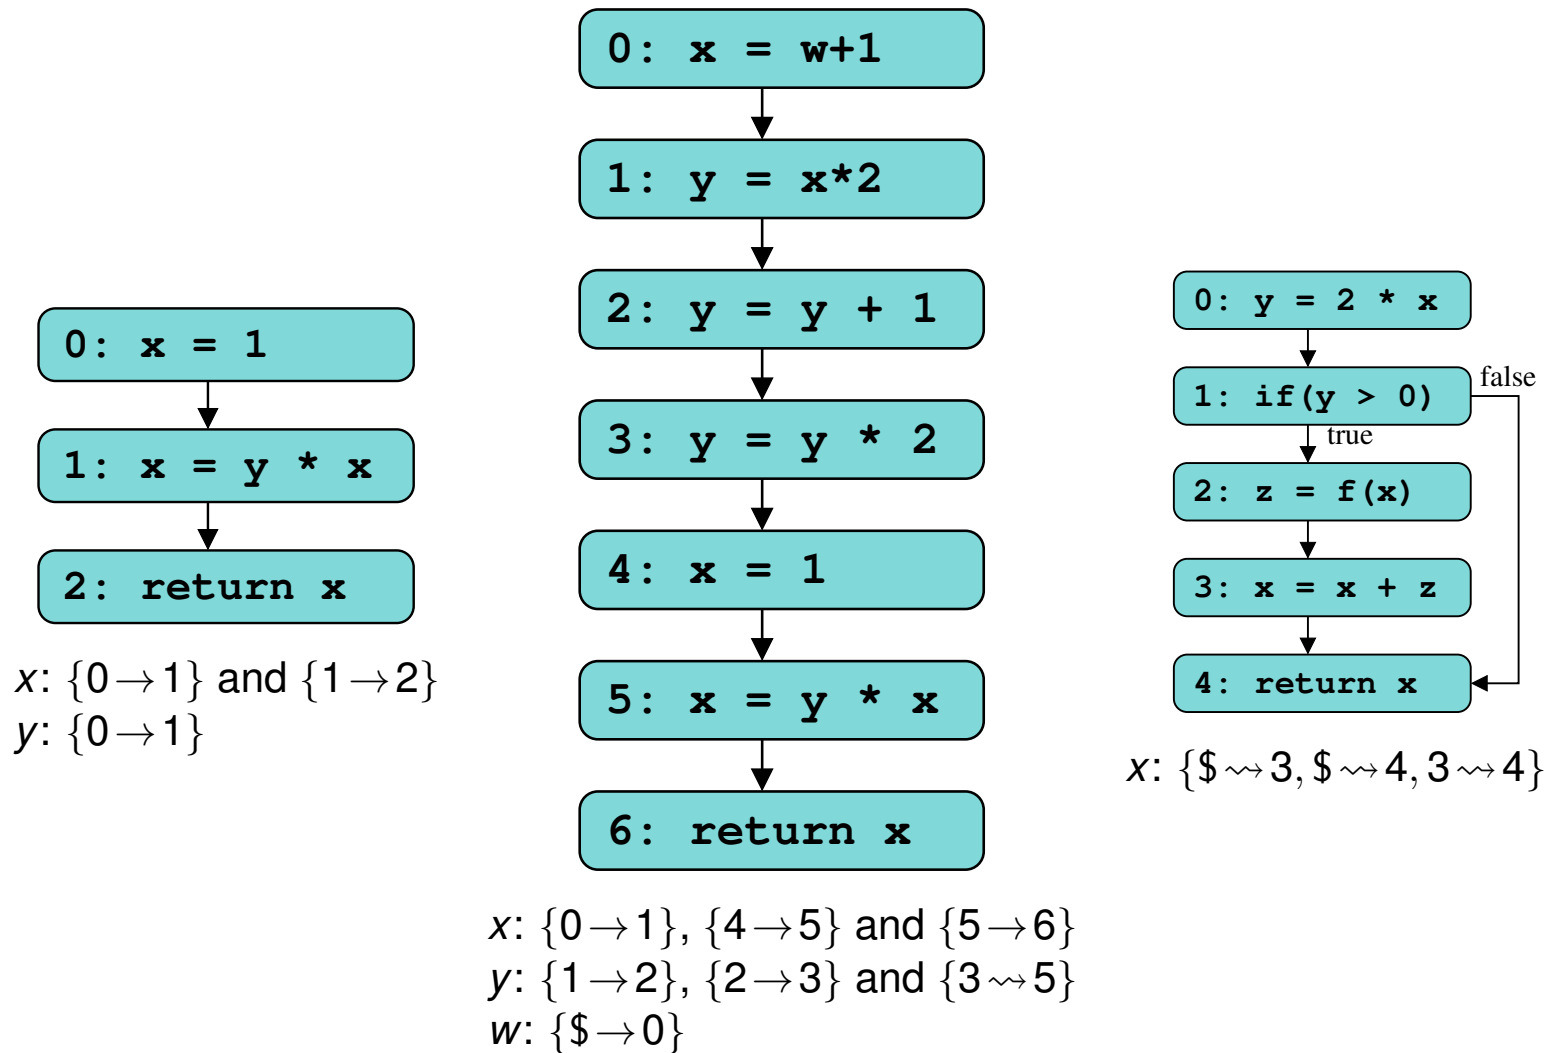 0: x = 1
1: x = y * x
2: return x
x: {0→1} and {1→2}
y: {0→1}
0: x = w+1
1: y = x*2
2: y = y + 1
3: y = y * 2
4: x = 1
5: x = y * x
6: return x
x: {0→1}, {4→5} and {5→6}
y: {1→2}, {2→3} and {3⇝5}
w: {$→0}
0: y = 2 * x
1: if(y > 0)
false
true
2: z = f(x)
3: x = x + z
4: return x
x: {$⇝3, $⇝4, 3⇝4}